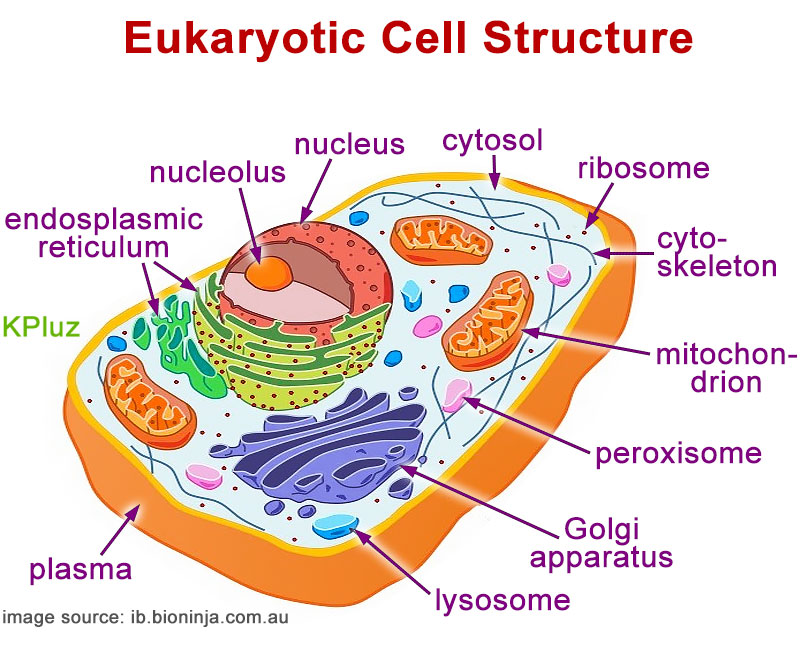 Eukaryotic Cell Structure
nucleus
cytosol
nucleolus
ribosome
endosplasmic
reticulum
cyto-
skeleton
KPluz
mitochon-
drion
peroxisome
Golgi
apparatus
plasma
lysosome
image source: ib.bioninja.com.au